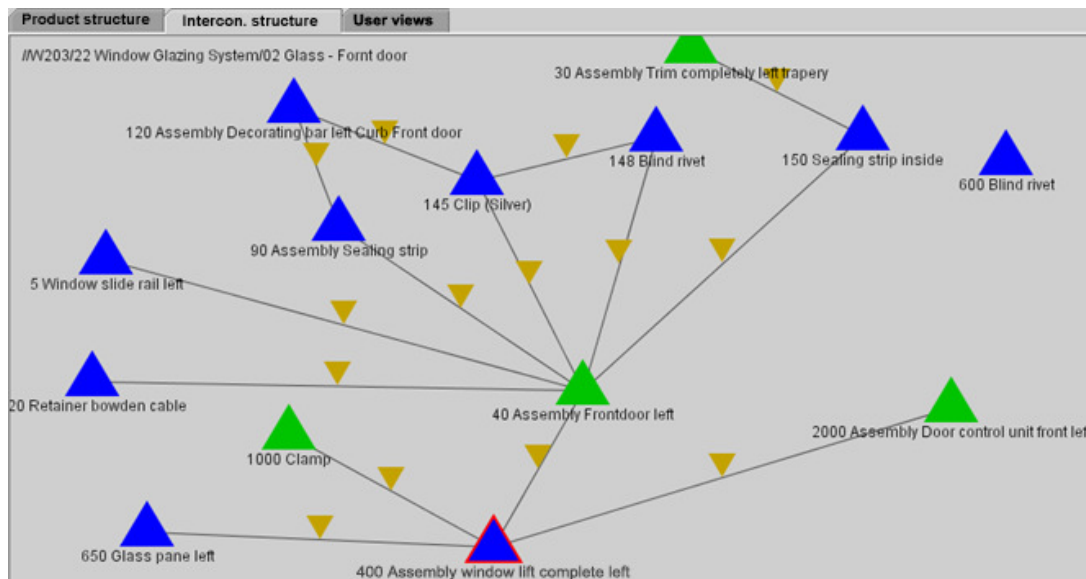 Product structure
Intercon. structure
User views
//W203/22 Window Glazing System/02 Glass - Fornt door
30 Assembly Trim completely left trapery
120 Assembly Decorating bar left Curb Front door
148 Blind rivet
150 Sealing strip inside
600 Blind rivet
145 Clip (Silver)
90 Assembly Sealing strip
5 Window slide rail left
20 Retainer bowden cable
40 Assembly Frontdoor left
2000 Assembly Door control unit front lef
1000 Clamp
650 Glass pane left
400 Assembly window lift complete left